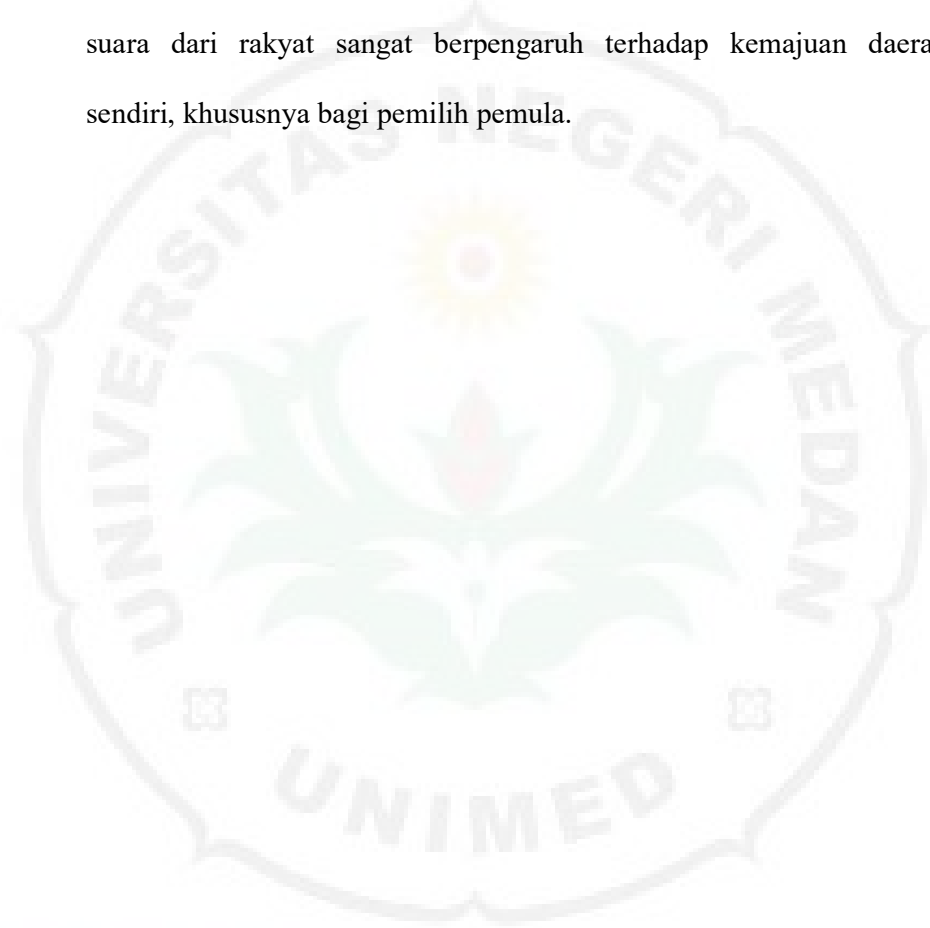 suara dari rakyat sangat berpengaruh terhadap kemajuan daera
sendiri, khususnya bagi pemilih pemula.
UNIVERSITAS NEGERI MEDAN
UNIMED